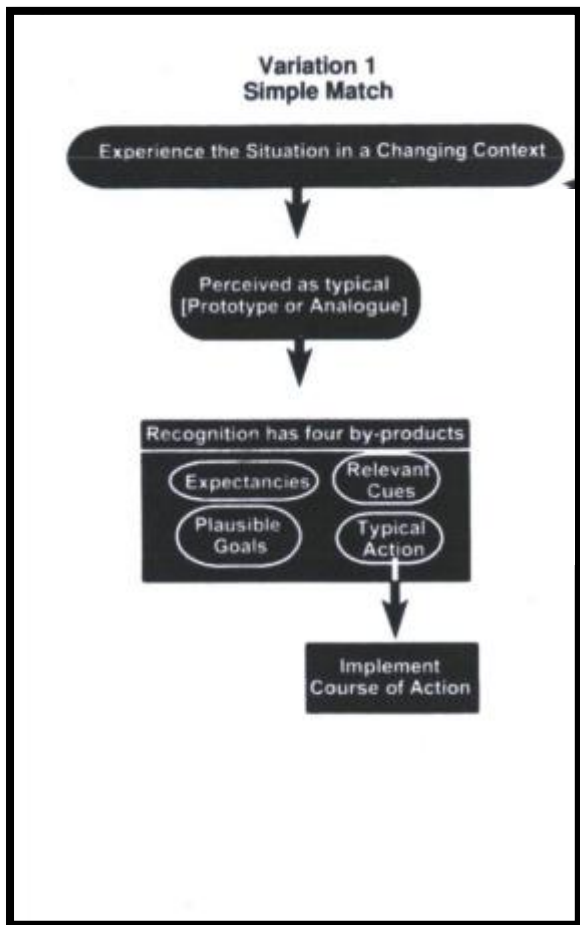 Variation 1
Simple Match
Experience the Situation in a Changing Context
Perceived as typical
[Prototype or Analogue]
Recognition has four by-products
Expectancies
Relevant
Cues
Plausible
Goals
Typical
Action
Implement
Course of Action